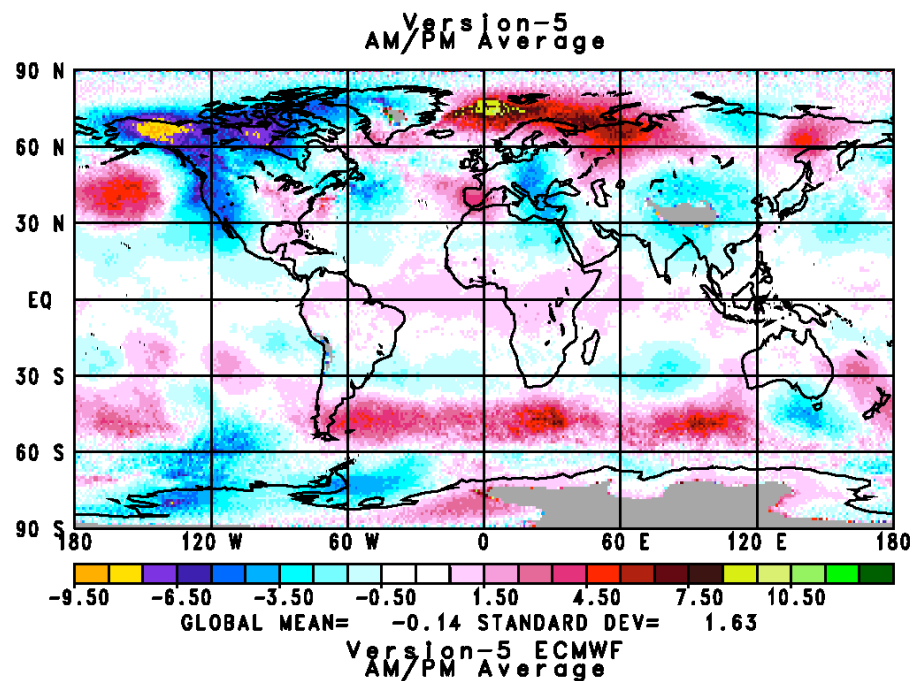 Version-5
AM/PM Average
90 N
60 N
30 N
EQ
30 S
60 S
90 S
180 120 W 60 W 0 60 E 120 E 180
-9.50 -6.50 -3.50 -0.50 1.50 4.50 7.50 10.50
GLOBAL MEAN= -0.14 STANDARD DEV= 1.63
Version-5 ECMWF
AM/PM Average